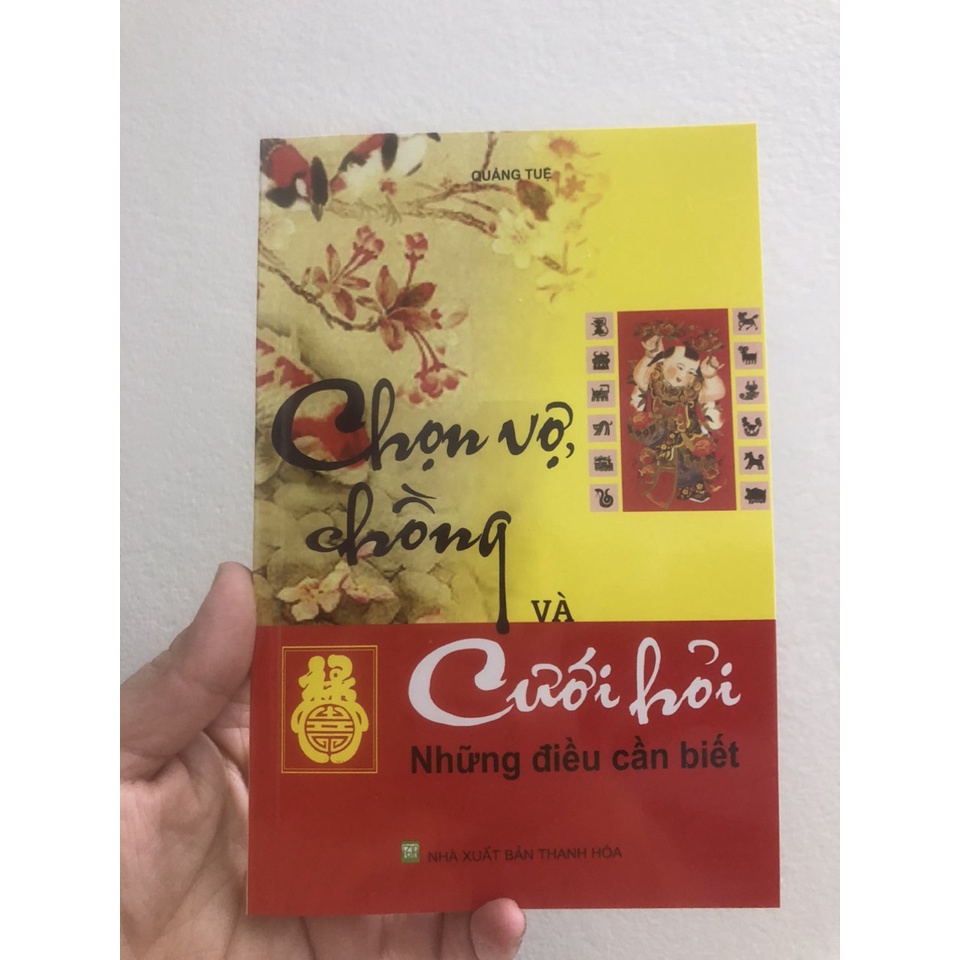 QUẢNG TUỆ
Chọn vợ,
chồng
VÀ
Cưới hỏi
Những điều cần biết
NHÀ XUẤT BẢN THANH HÓA